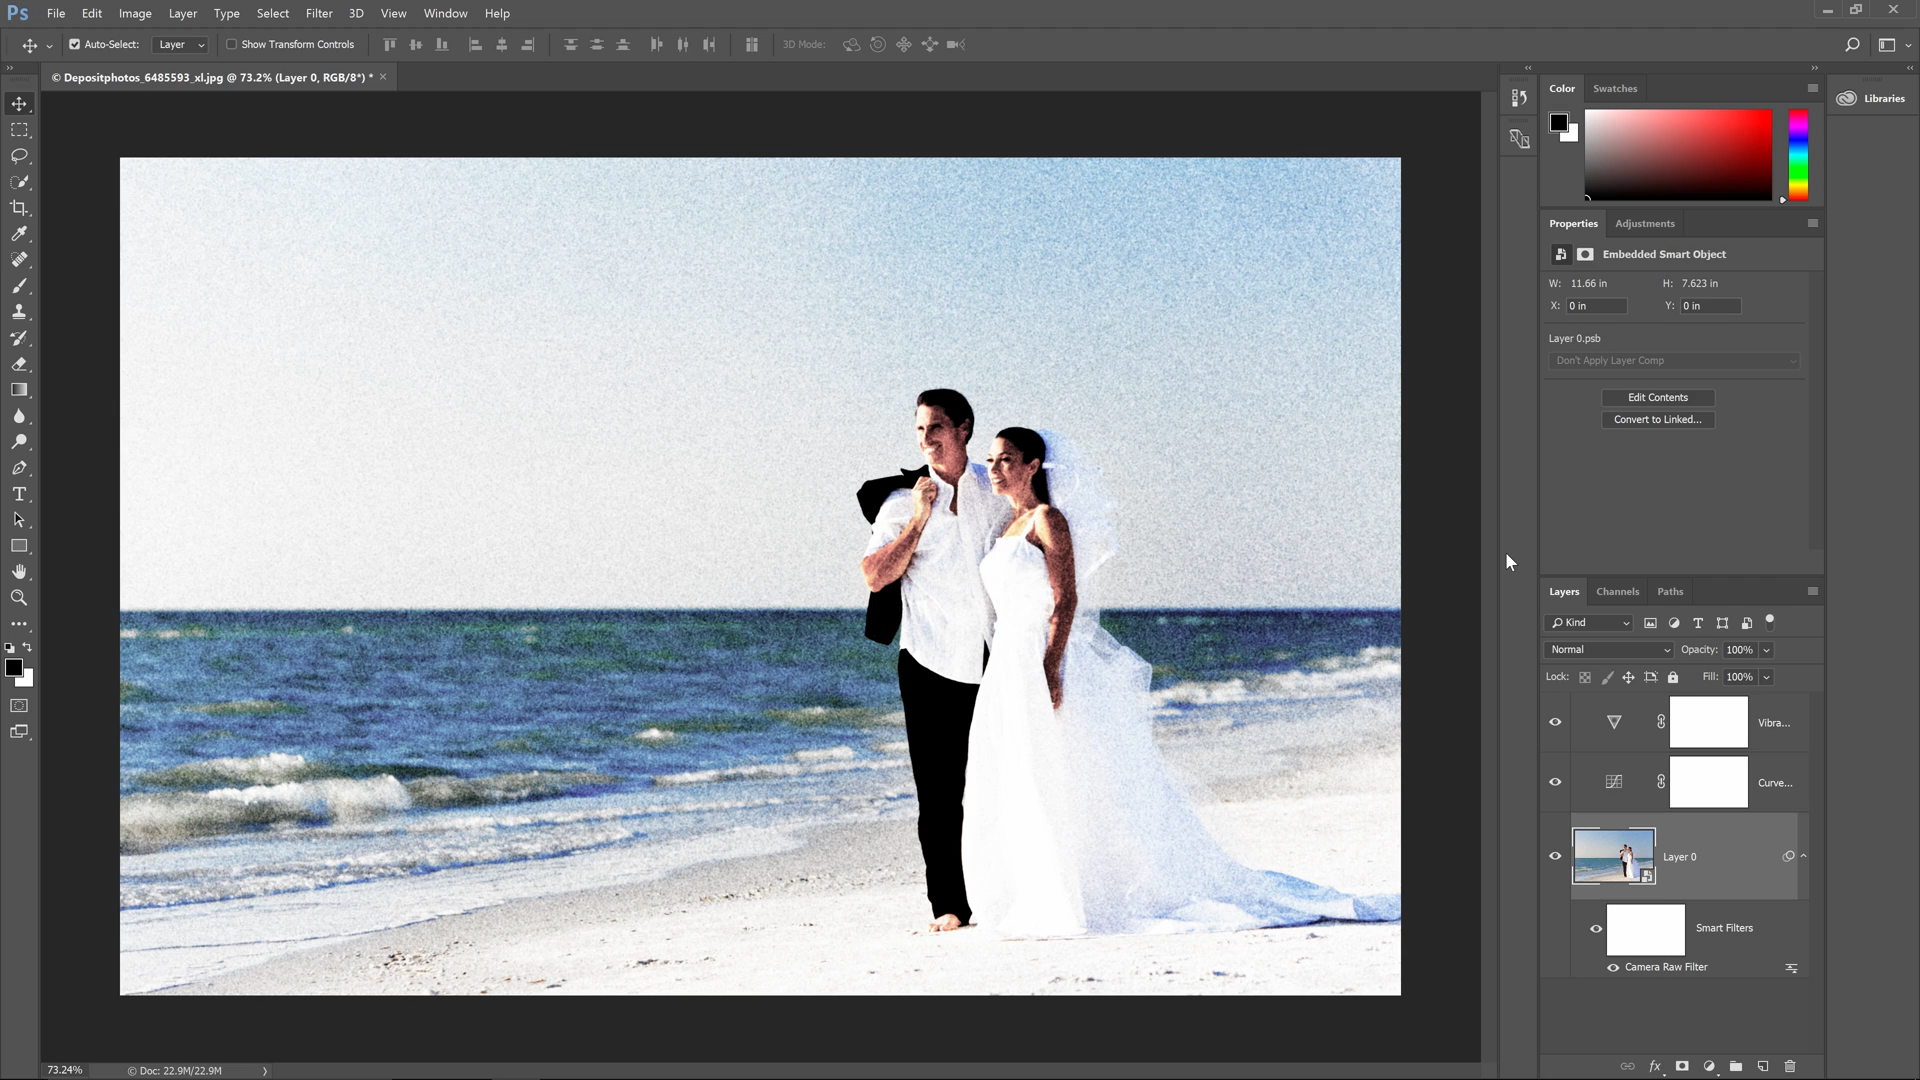 Ps File Edit Image Layer Type Select Filter 3D View Window Help
Auto-Select: Layer Show Transform Controls 3D Mode:
© Depositphotos_6485593_xl.jpg @ 73.2% (Layer 0, RGB/8*) * ×
Color Swatches
Libraries
Properties Adjustments
Embedded Smart Object
W: 11.66 in H: 7.623 in
X: 0 in Y: 0 in
Layer 0.psb
Don't Apply Layer Comp
Edit Contents
Convert to Linked...
Layers Channels Paths
Kind
Normal Opacity: 100%
Lock: Fill: 100%
Vibra...
Curve...
Layer 0
Smart Filters
Camera Raw Filter
fx
73.24% © Doc: 22.9M/22.9M